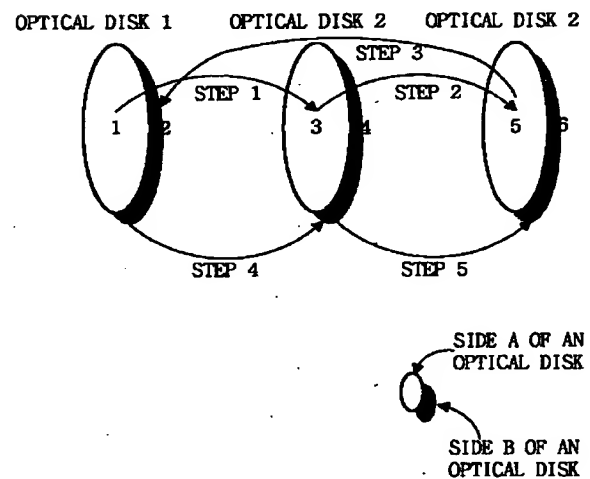 OPTICAL DISK 1 OPTICAL DISK 2 OPTICAL DISK 2
STEP 3
STEP 1 STEP 2
1 2 3 4 5 6
STEP 4 STEP 5
SIDE A OF AN
OPTICAL DISK
SIDE B OF AN
OPTICAL DISK